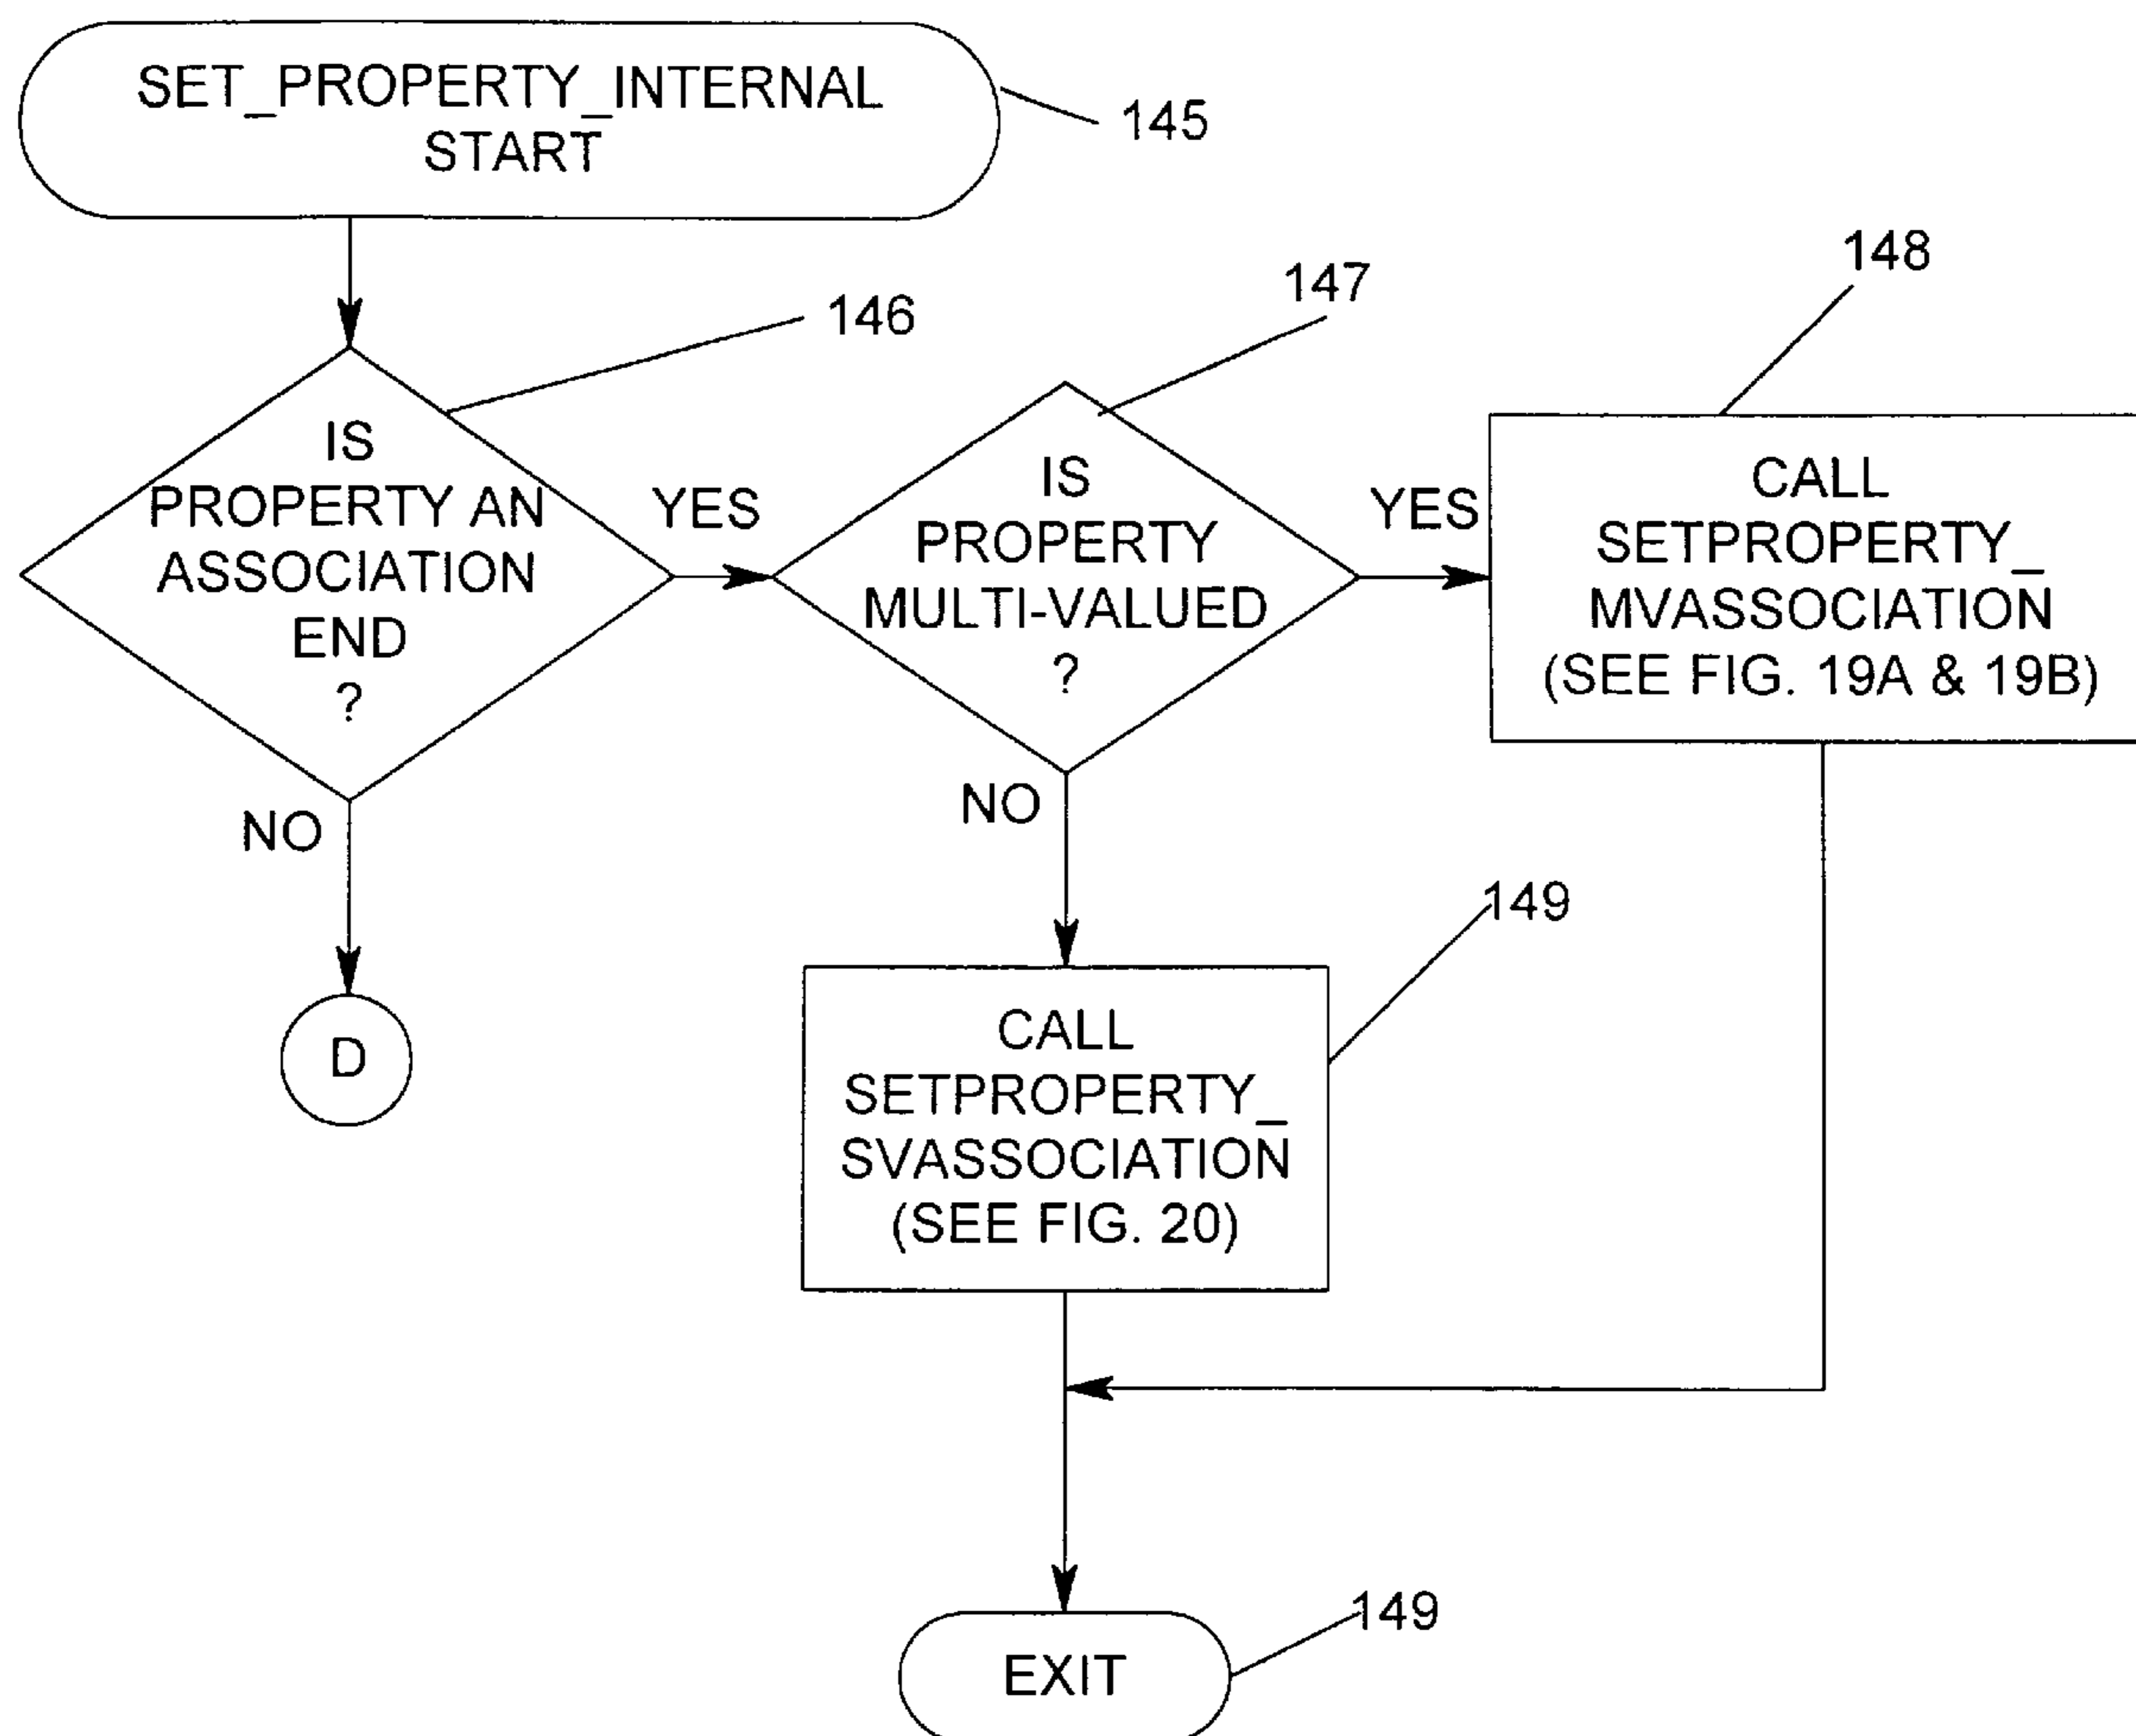 SET_PROPERTY_INTERNAL
START
145
146
147
148
IS
PROPERTY AN
ASSOCIATION
END
?
YES
IS
PROPERTY
MULTI-VALUED
?
YES
CALL
SETPROPERTY_
MVASSOCIATION
(SEE FIG. 19A & 19B)
NO
NO
D
149
CALL
SETPROPERTY_
SVASSOCIATION
(SEE FIG. 20)
149
EXIT